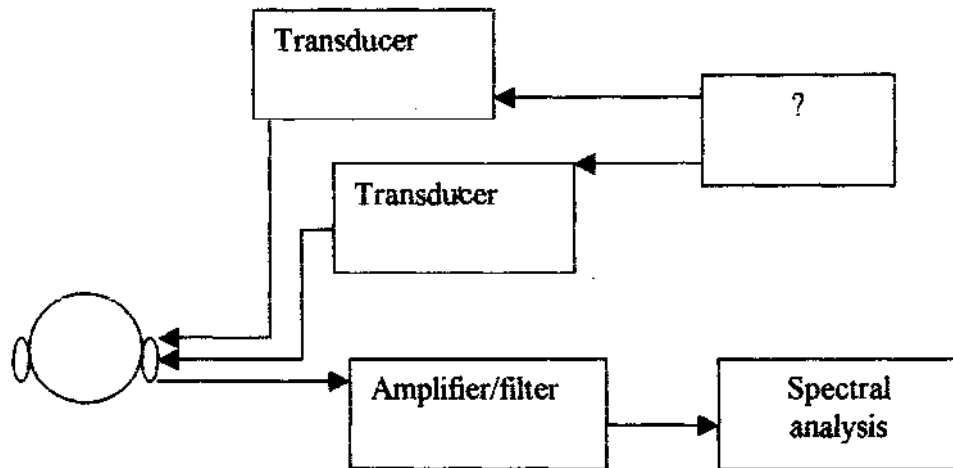 Transducer
?
Transducer
Amplifier/filter
Spectral
analysis